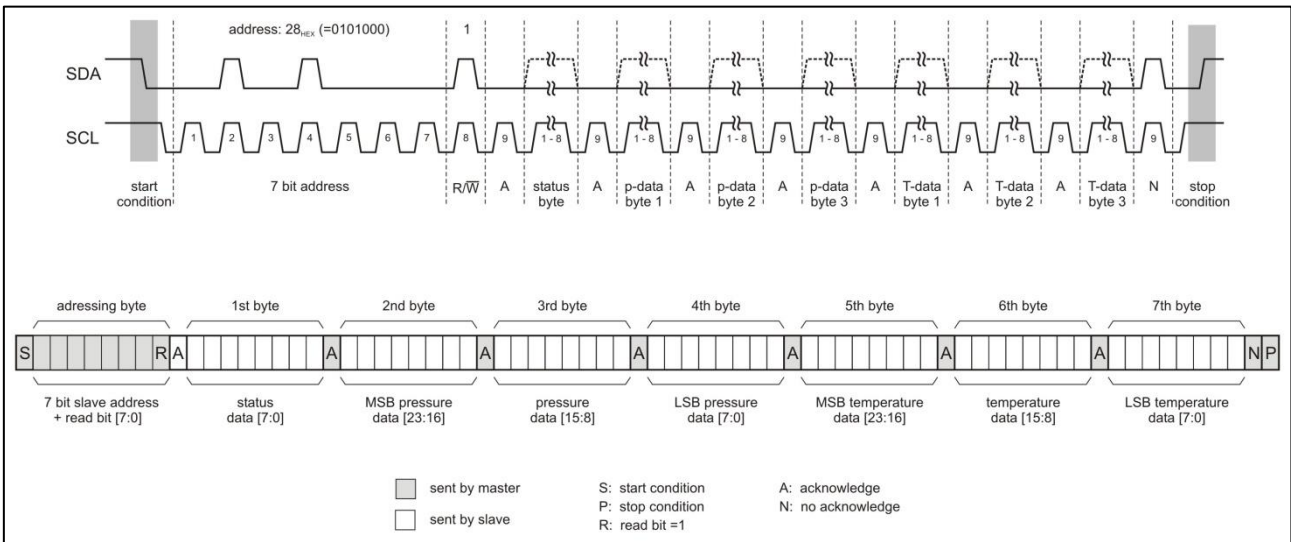 address: 28HEX (=0101000) 1
SDA
SCL 1 2 3 4 5 6 7 8 9 1 - 8 9 1 - 8 9 1 - 8 9 1 - 8 9 1 - 8 9 1 - 8 9 1 - 8 9
start condition
7 bit address
R/W̅
A
status byte
A
p-data byte 1
A
p-data byte 2
A
p-data byte 3
A
T-data byte 1
A
T-data byte 2
A
T-data byte 3
N
stop condition
adressing byte 1st byte 2nd byte 3rd byte 4th byte 5th byte 6th byte 7th byte
S R A A A A A A A N P
7 bit slave address
+ read bit [7:0]
status
data [7:0]
MSB pressure
data [23:16]
pressure
data [15:8]
LSB pressure
data [7:0]
MSB temperature
data [23:16]
temperature
data [15:8]
LSB temperature
data [7:0]
sent by master
sent by slave
S: start condition
P: stop condition
R: read bit =1
A: acknowledge
N: no acknowledge